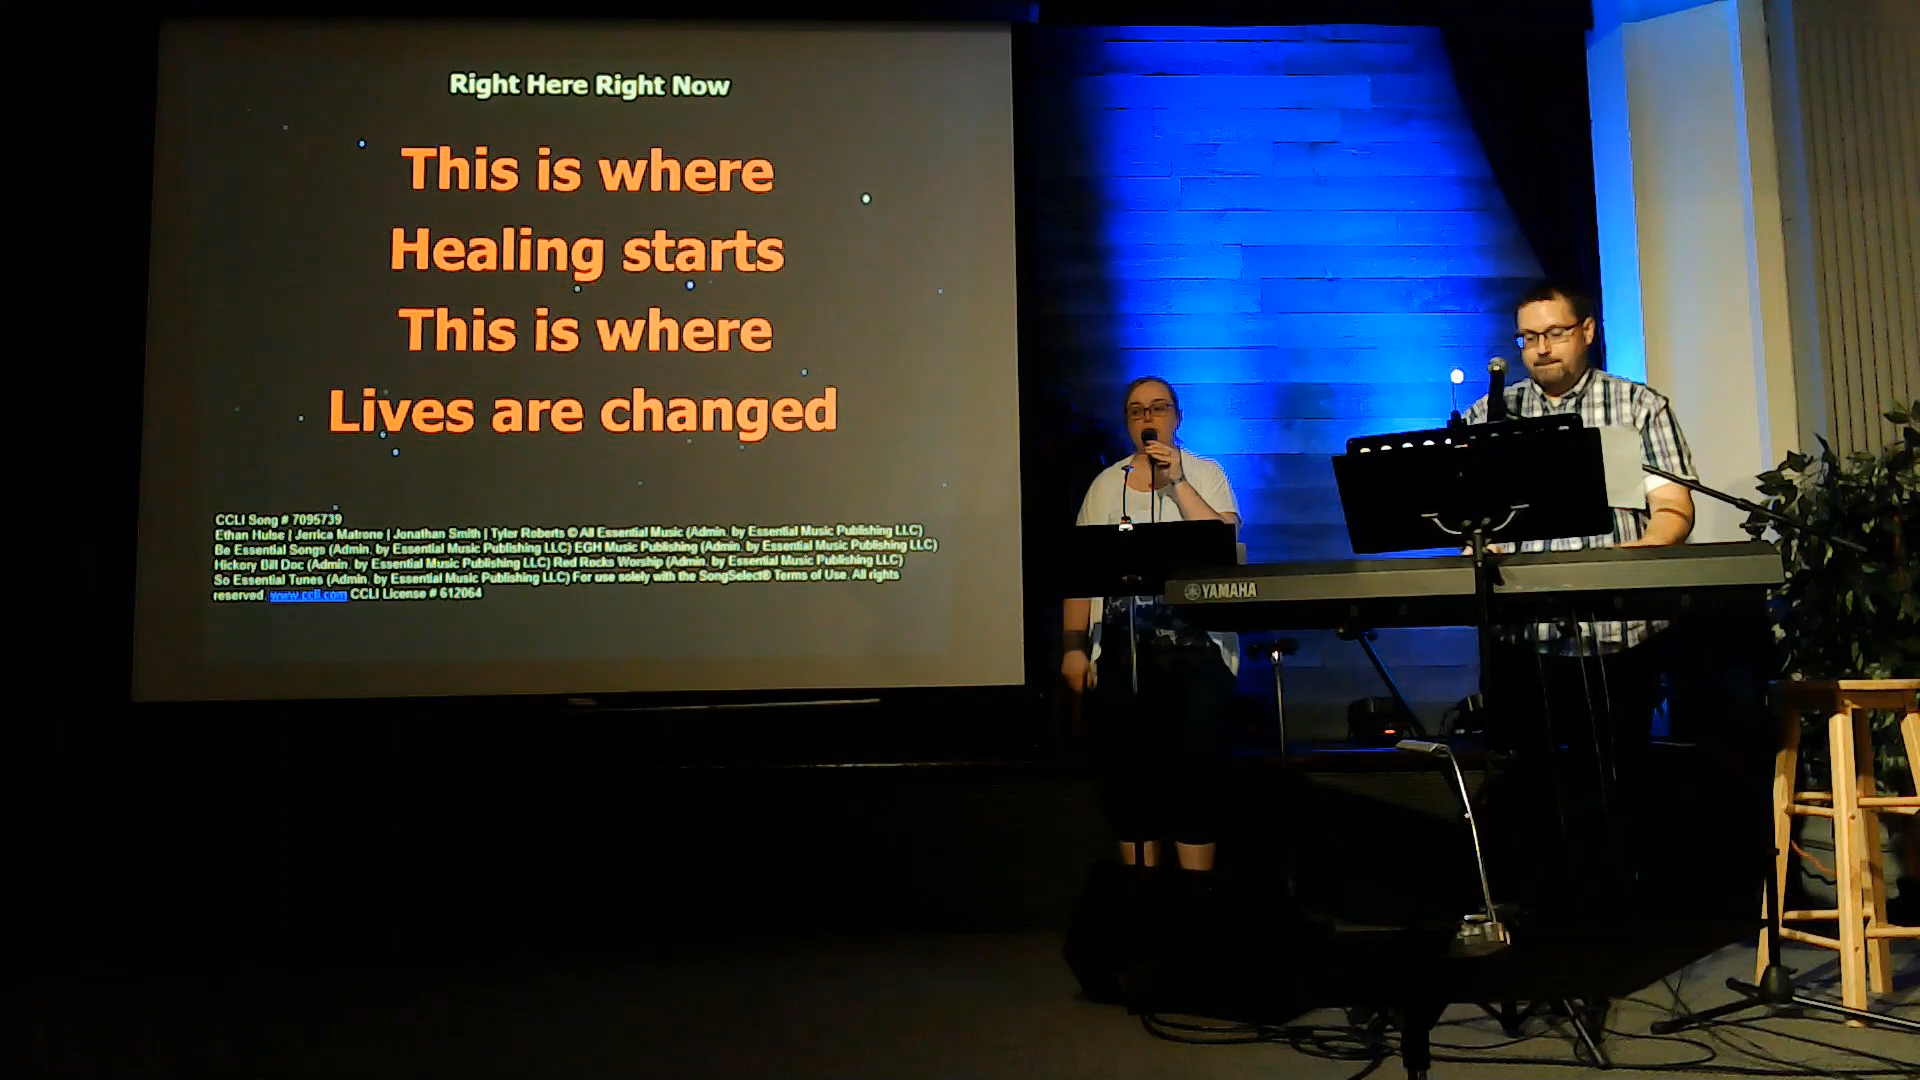 Right Here Right Now
This is where
Healing starts
This is where
Lives are changed
CCLI Song # 7095739
Ethan Hulse | Jerrica Matrone | Jonathan Smith | Tyler Roberts © All Essential Music (Admin. by Essential Music Publishing LLC)
Be Essential Songs (Admin. by Essential Music Publishing LLC) EGH Music Publishing (Admin. by Essential Music Publishing LLC)
Hickory Bill Doc (Admin. by Essential Music Publishing LLC) Red Rocks Worship (Admin. by Essential Music Publishing LLC)
So Essential Tunes (Admin. by Essential Music Publishing LLC) For use solely with the SongSelect® Terms of Use. All rights
reserved. www.ccli.com CCLI License # 612064
YAMAHA